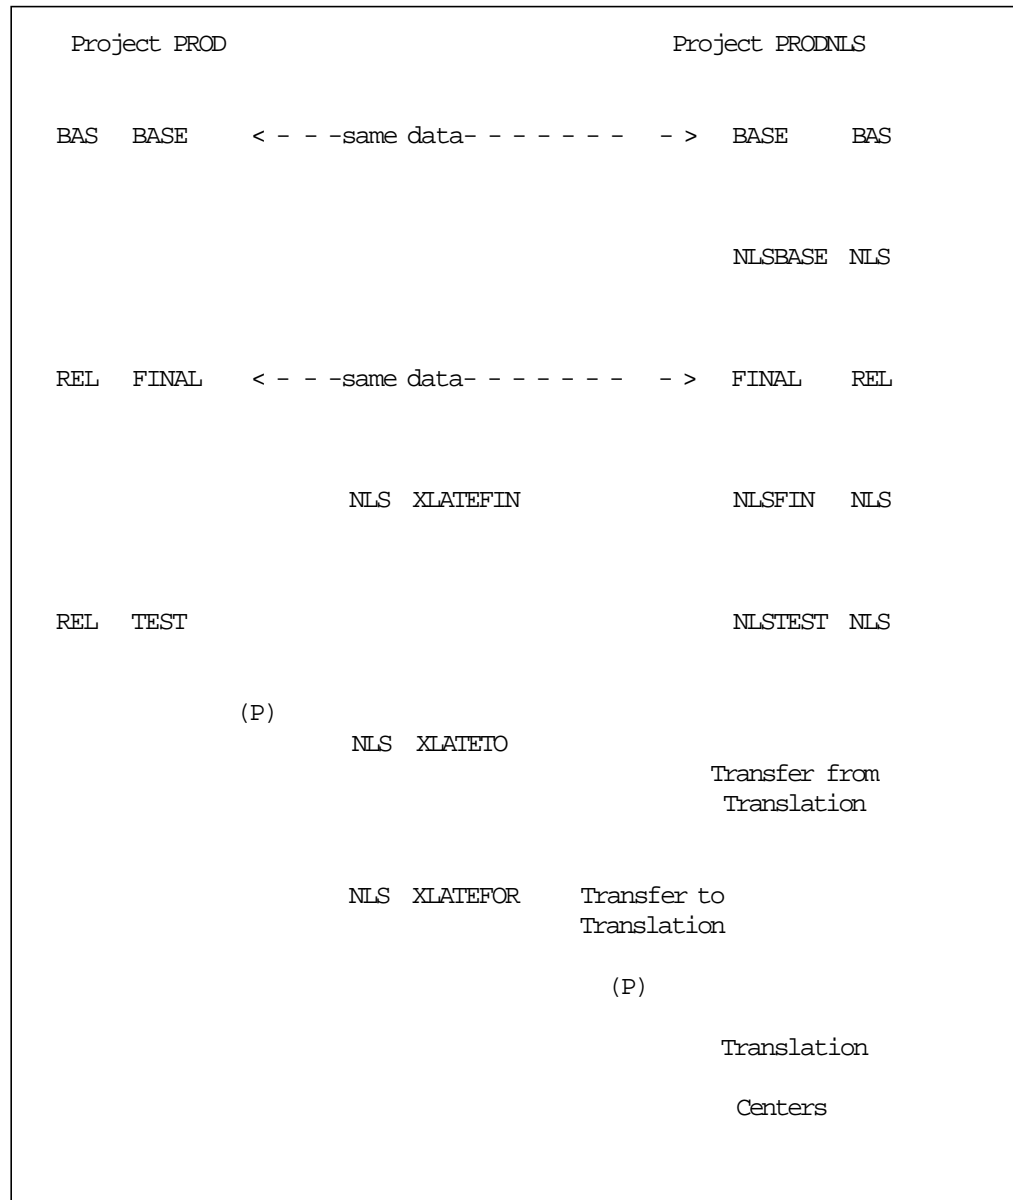 Project PROD Project PRODNLS
BAS BASE < - - -same data- - - - - - - - > BASE BAS
NLSBASE NLS
REL FINAL < - - -same data- - - - - - - - > FINAL REL
NLS XLATEFIN NLSFIN NLS
REL TEST NLSTEST NLS
(P)
NLS XLATETO
Transfer from
Translation
NLS XLATEFOR Transfer to
Translation
(P)
Translation
Centers